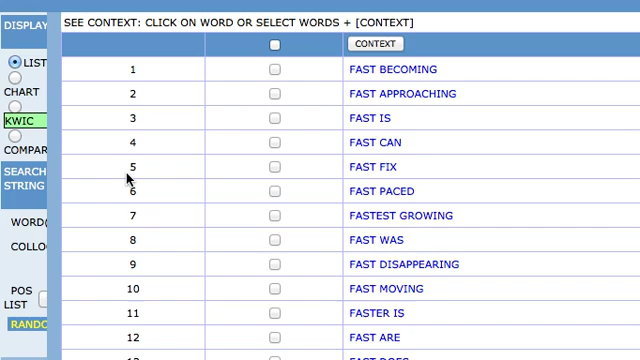 DISPLAY
SEE CONTEXT: CLICK ON WORD OR SELECT WORDS + [CONTEXT]
CONTEXT
LIST
CHART
KWIC
COMPAR
SEARCH
STRING
WORD(
COLLO
POS
LIST
RANDO
1 FAST BECOMING
2 FAST APPROACHING
3 FAST IS
4 FAST CAN
5 FAST FIX
6 FAST PACED
7 FASTEST GROWING
8 FAST WAS
9 FAST DISAPPEARING
10 FAST MOVING
11 FASTER IS
12 FAST ARE
13 FAST DOES